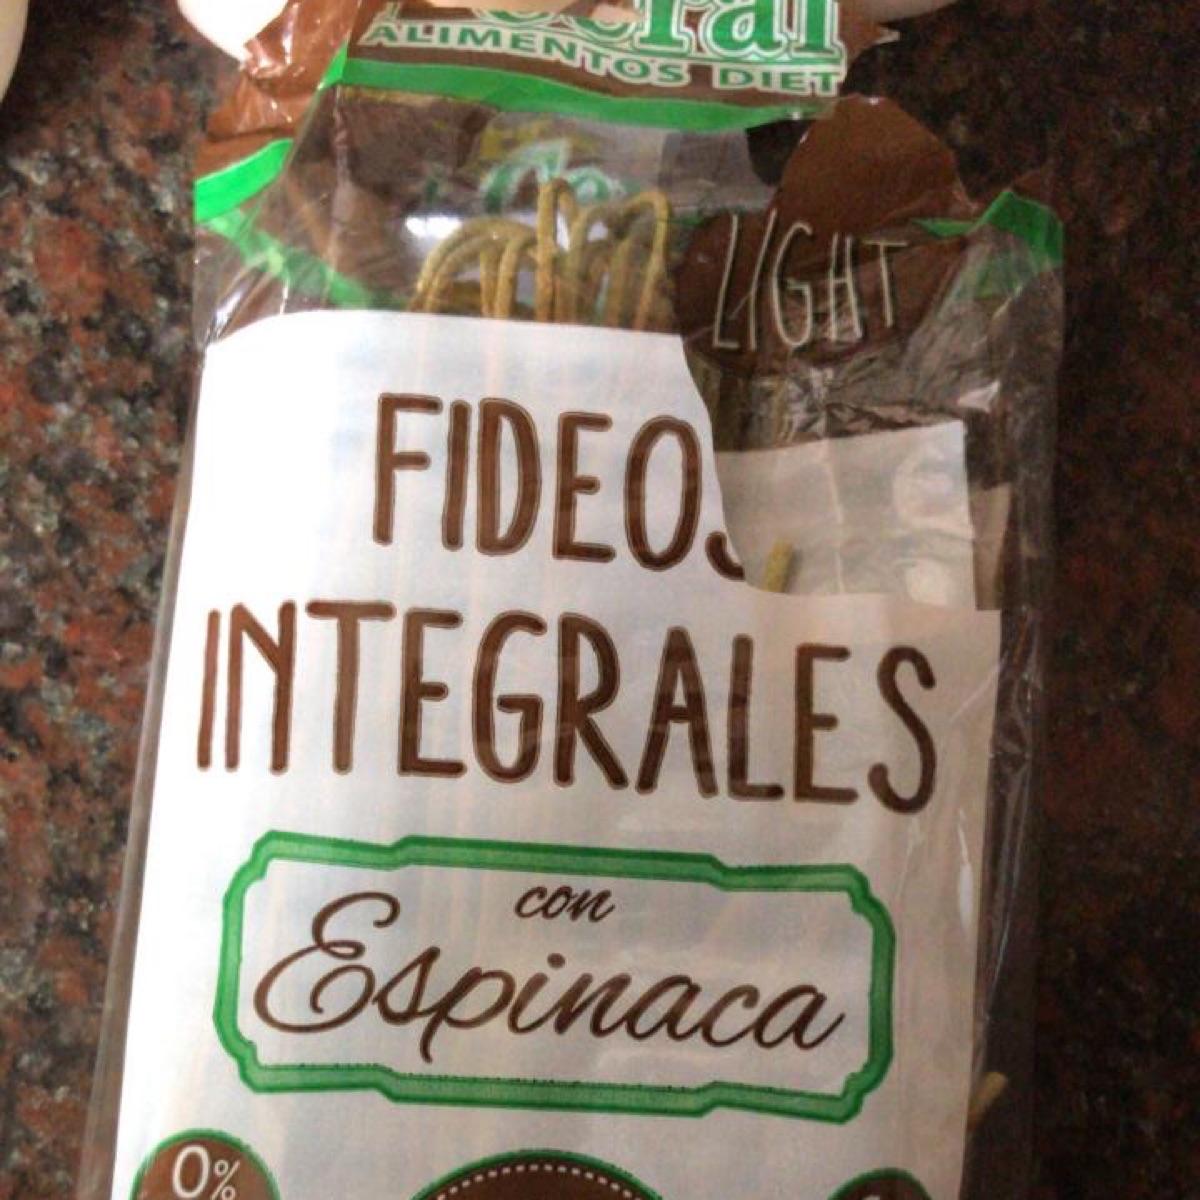 ALIMENTOS DIET
LIGHT
FIDEOS
INTEGRALES
con
Espinaca
0%